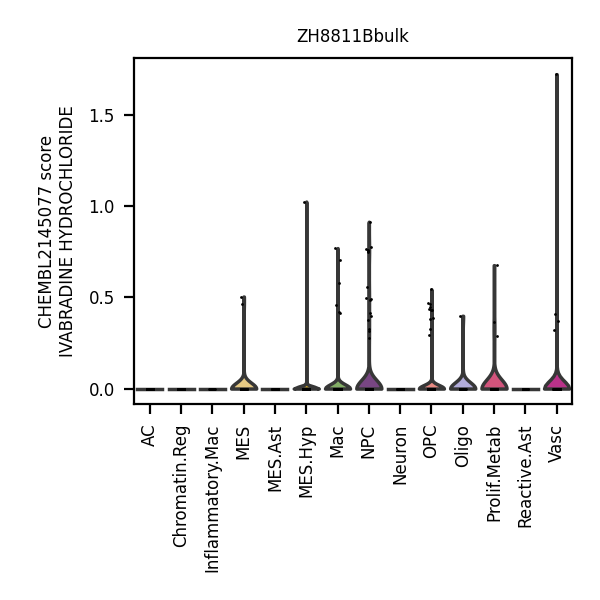 ZH8811Bbulk
CHEMBL2145077 score
IVABRADINE HYDROCHLORIDE
1.5
1.0
0.5
0.0
AC
Chromatin.Reg
Inflammatory.Mac
MES
MES.Ast
MES.Hyp
Mac
NPC
Neuron
OPC
Oligo
Prolif.Metab
Reactive.Ast
Vasc